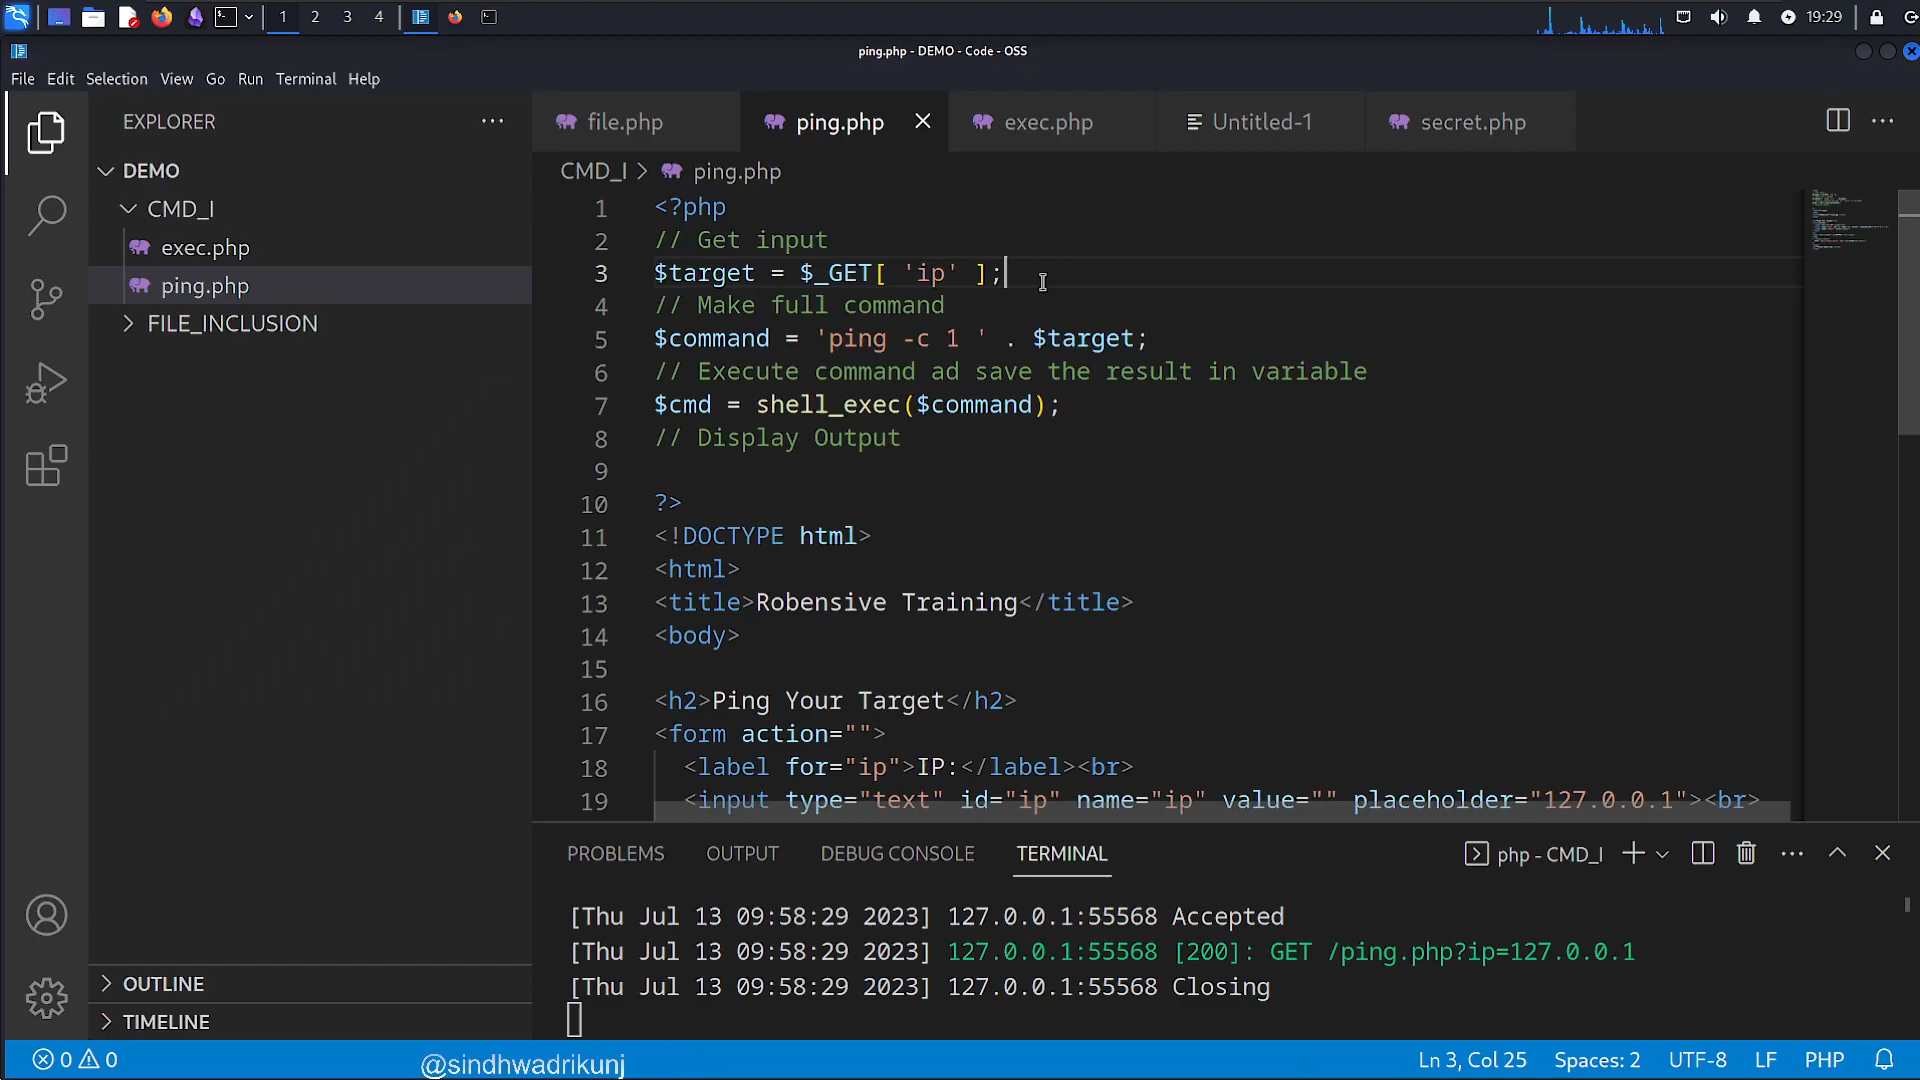 1 2 3 4
19:29
ping.php - DEMO - Code - OSS
File Edit Selection View Go Run Terminal Help
EXPLORER
DEMO
CMD_I
exec.php
ping.php
FILE_INCLUSION
OUTLINE
TIMELINE
file.php ping.php exec.php Untitled-1 secret.php
CMD_I > ping.php
1 <?php
2 // Get input
3 $target = $_GET[ 'ip' ];
4 // Make full command
5 $command = 'ping -c 1 ' . $target;
6 // Execute command ad save the result in variable
7 $cmd = shell_exec($command);
8 // Display Output
9
10 ?>
11 <!DOCTYPE html>
12 <html>
13 <title>Robensive Training</title>
14 <body>
15
16 <h2>Ping Your Target</h2>
17 <form action="">
18 <label for="ip">IP:</label><br>
19 <input type="text" id="ip" name="ip" value="" placeholder="127.0.0.1"><br>
PROBLEMS OUTPUT DEBUG CONSOLE TERMINAL
php - CMD_I
[Thu Jul 13 09:58:29 2023] 127.0.0.1:55568 Accepted
[Thu Jul 13 09:58:29 2023] 127.0.0.1:55568 [200]: GET /ping.php?ip=127.0.0.1
[Thu Jul 13 09:58:29 2023] 127.0.0.1:55568 Closing
0 0
@sindhwadrikunj
Ln 3, Col 25 Spaces: 2 UTF-8 LF PHP